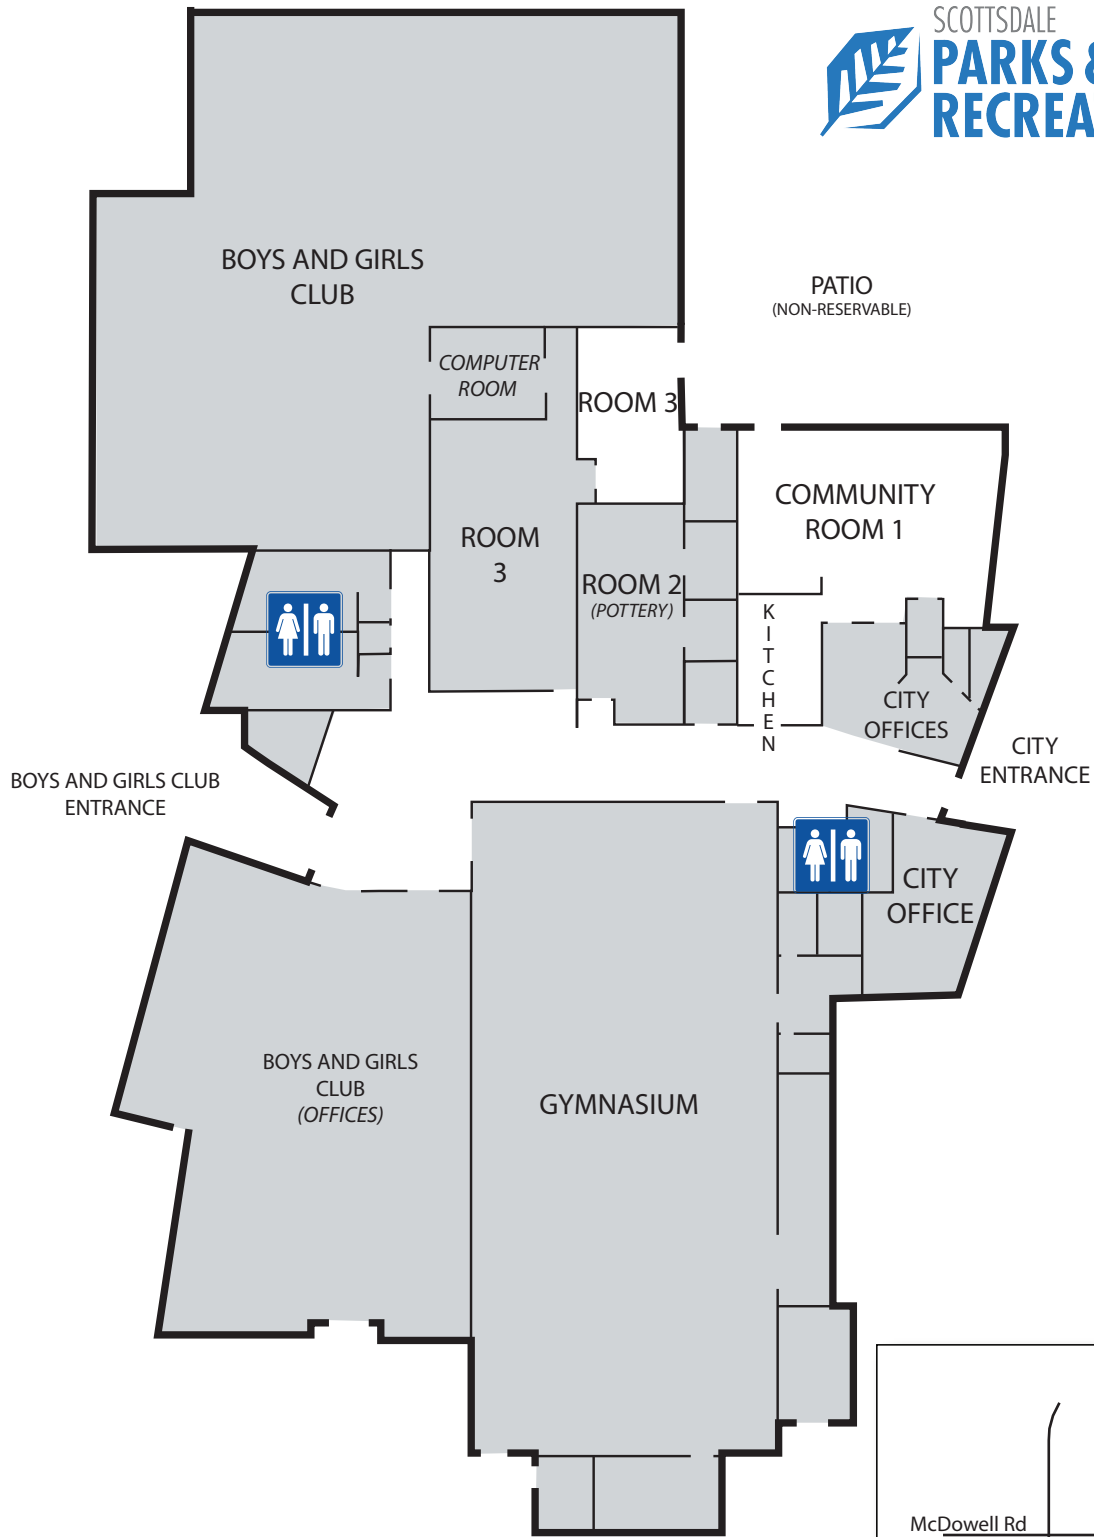 SCOTTSDALE
PARKS &
RECREA
BOYS AND GIRLS
CLUB
PATIO
(NON-RESERVABLE)
COMPUTER
ROOM
ROOM 3
COMMUNITY
ROOM 1
ROOM
3
ROOM 2
(POTTERY)
KITCHEN
CITY
OFFICES
CITY
ENTRANCE
BOYS AND GIRLS CLUB
ENTRANCE
CITY
OFFICE
BOYS AND GIRLS
CLUB
(OFFICES)
GYMNASIUM
McDowell Rd